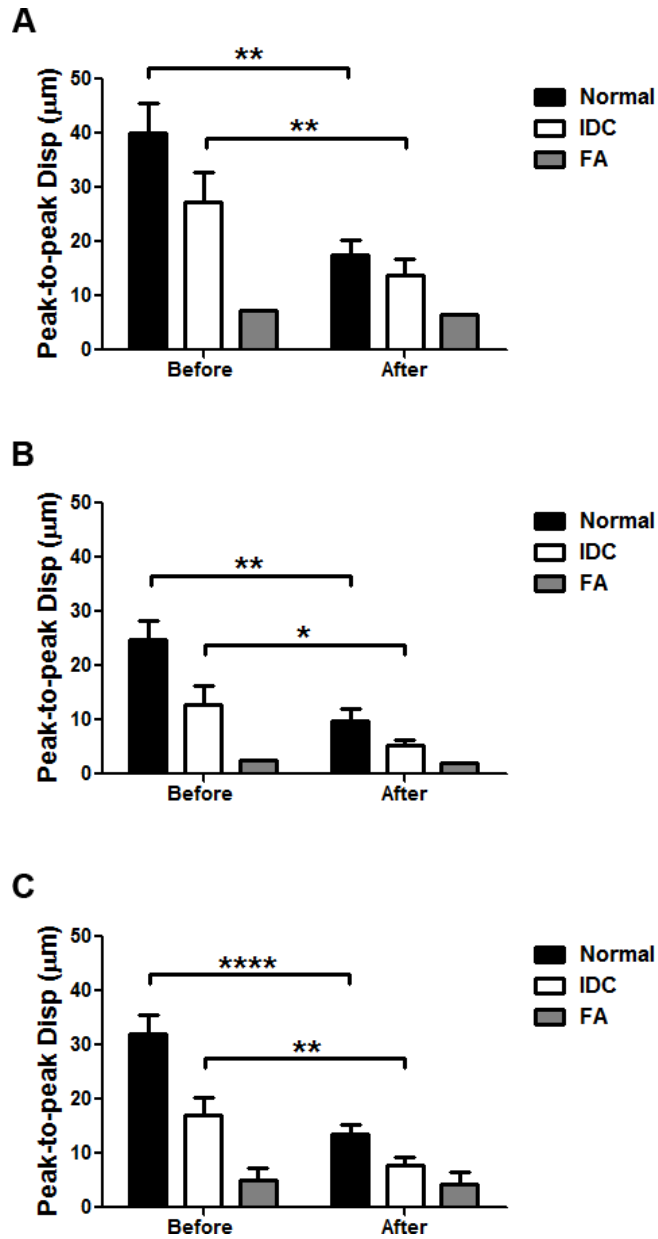 A
Peak-to-peak Disp (μm)
50
40
30
20
10
0
**
**
Before
After
Normal
IDC
FA
B
Peak-to-peak Disp (μm)
50
40
30
20
10
0
**
*
Before
After
Normal
IDC
FA
C
Peak-to-peak Disp (μm)
50
40
30
20
10
0
****
**
Before
After
Normal
IDC
FA